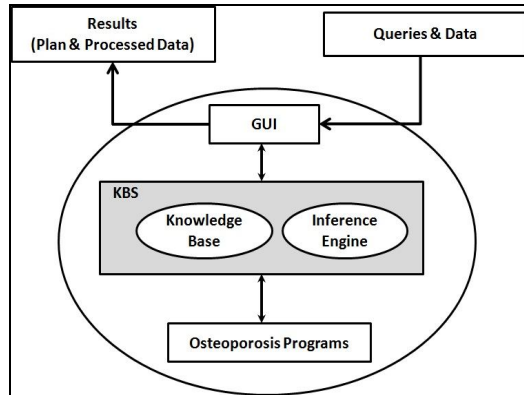 Results
(Plan & Processed Data)
Queries & Data
GUI
KBS
Knowledge
Base
Inference
Engine
Osteoporosis Programs